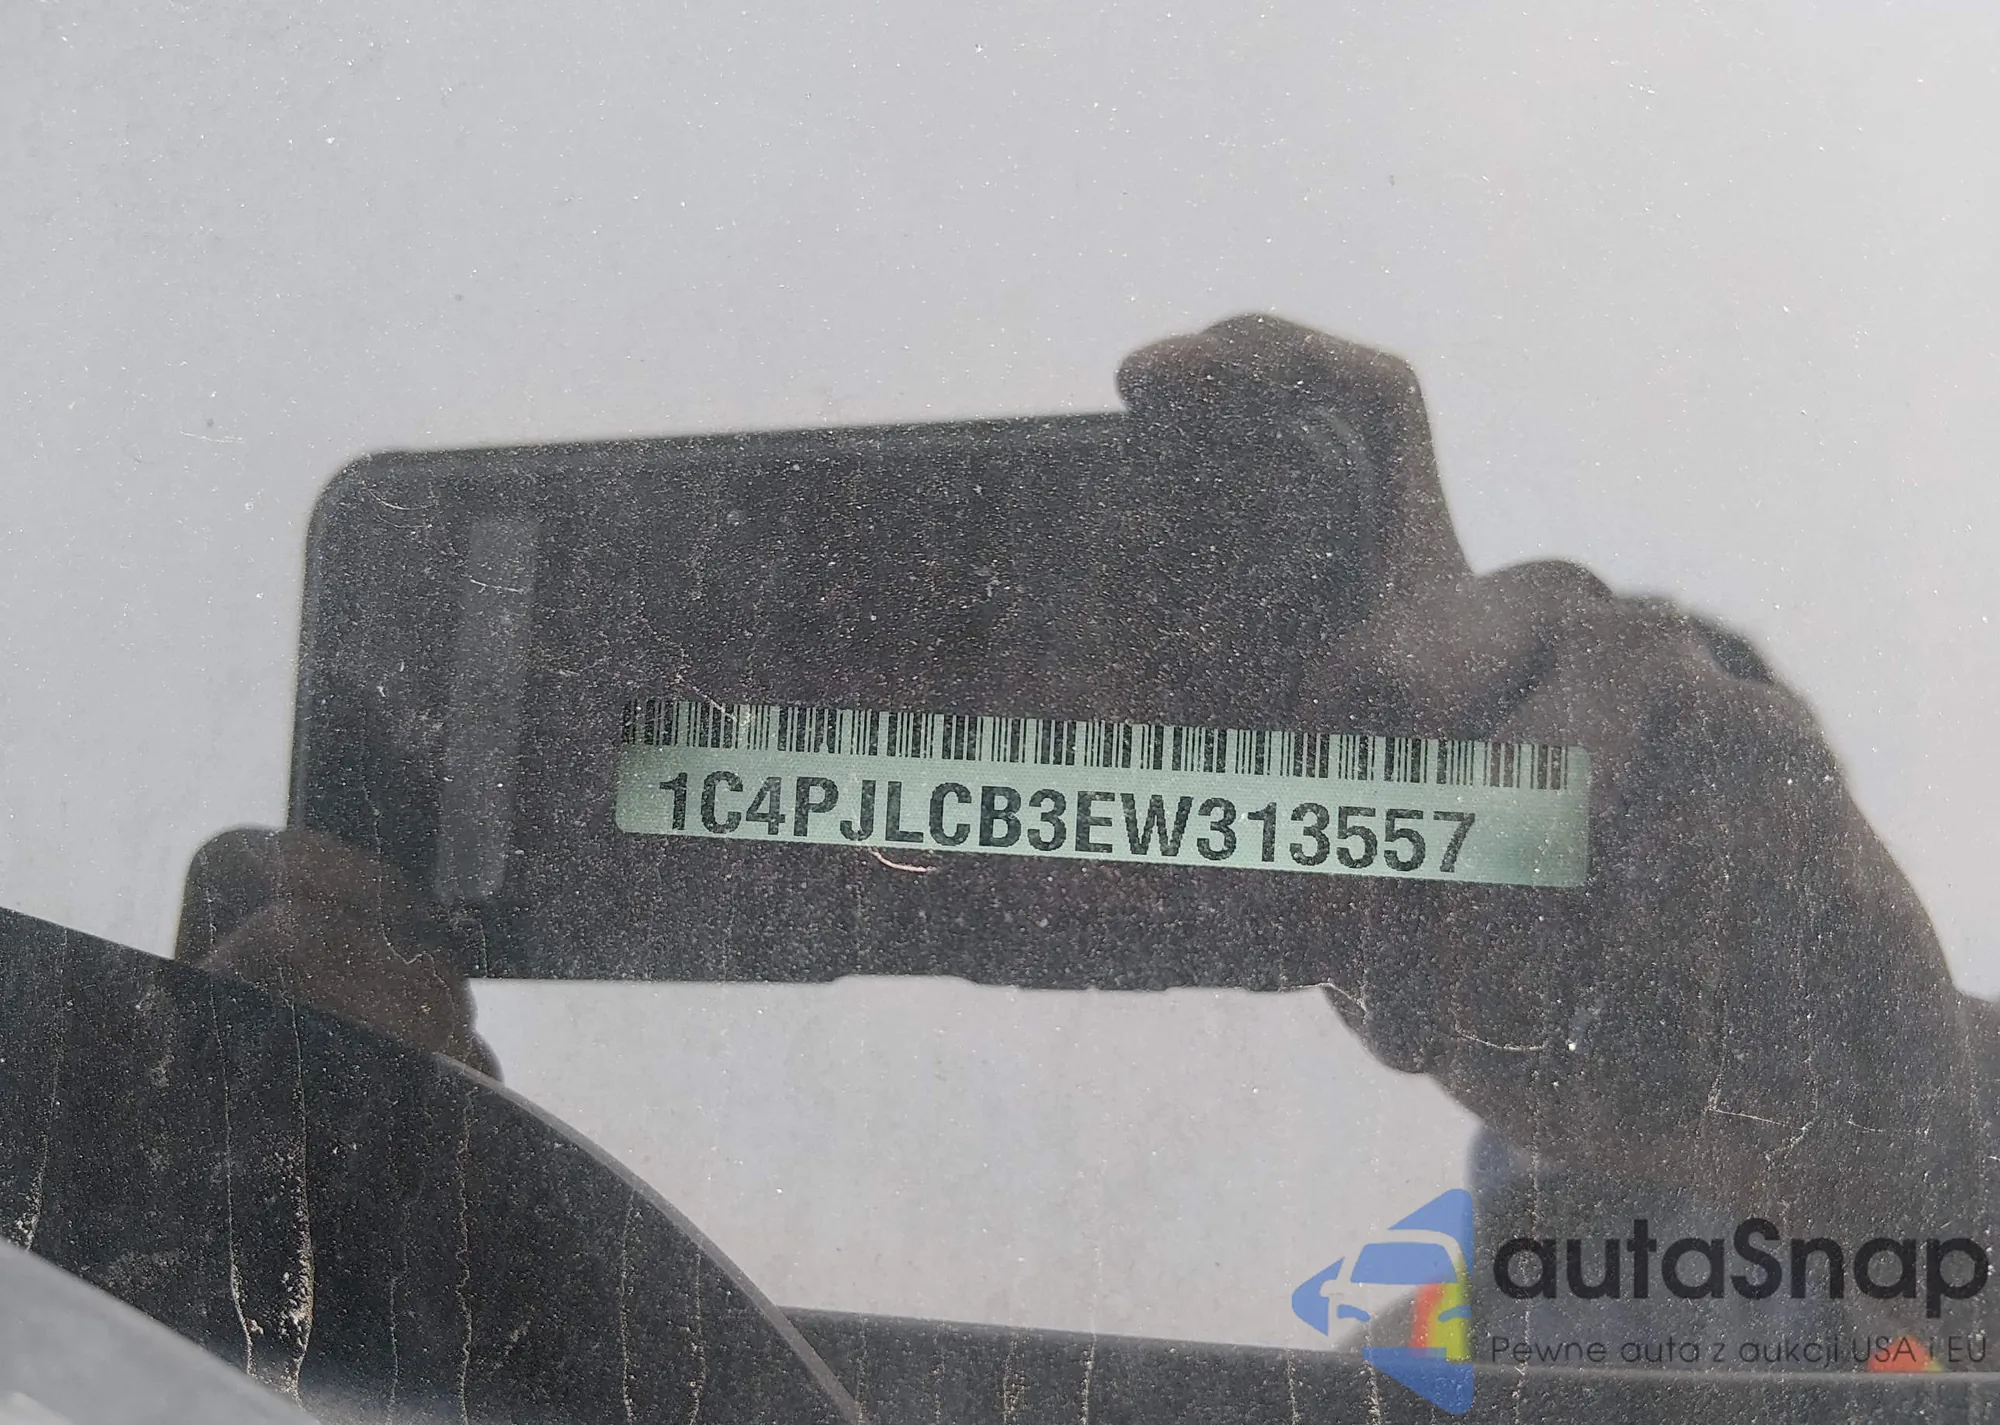 1C4PJLCB3EW313557
autaSnap
Pewne auta z aukcji USA i EU